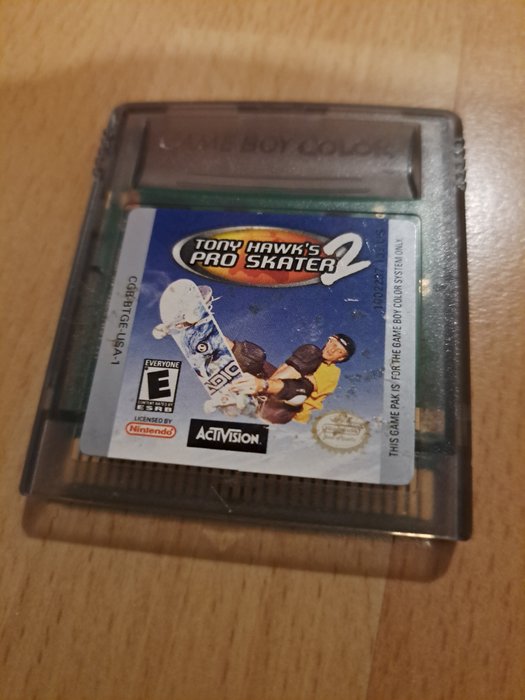 GAME BOY COLOR
TONY HAWK'S
PRO SKATER 2
CGB-BTGE-USA-1
EVERYONE
E
CONTENT RATED BY
ESRB
LICENSED BY
Nintendo
ACTIVISION
THIS GAME PAK IS FOR THE GAME BOY COLOR SYSTEM ONLY.